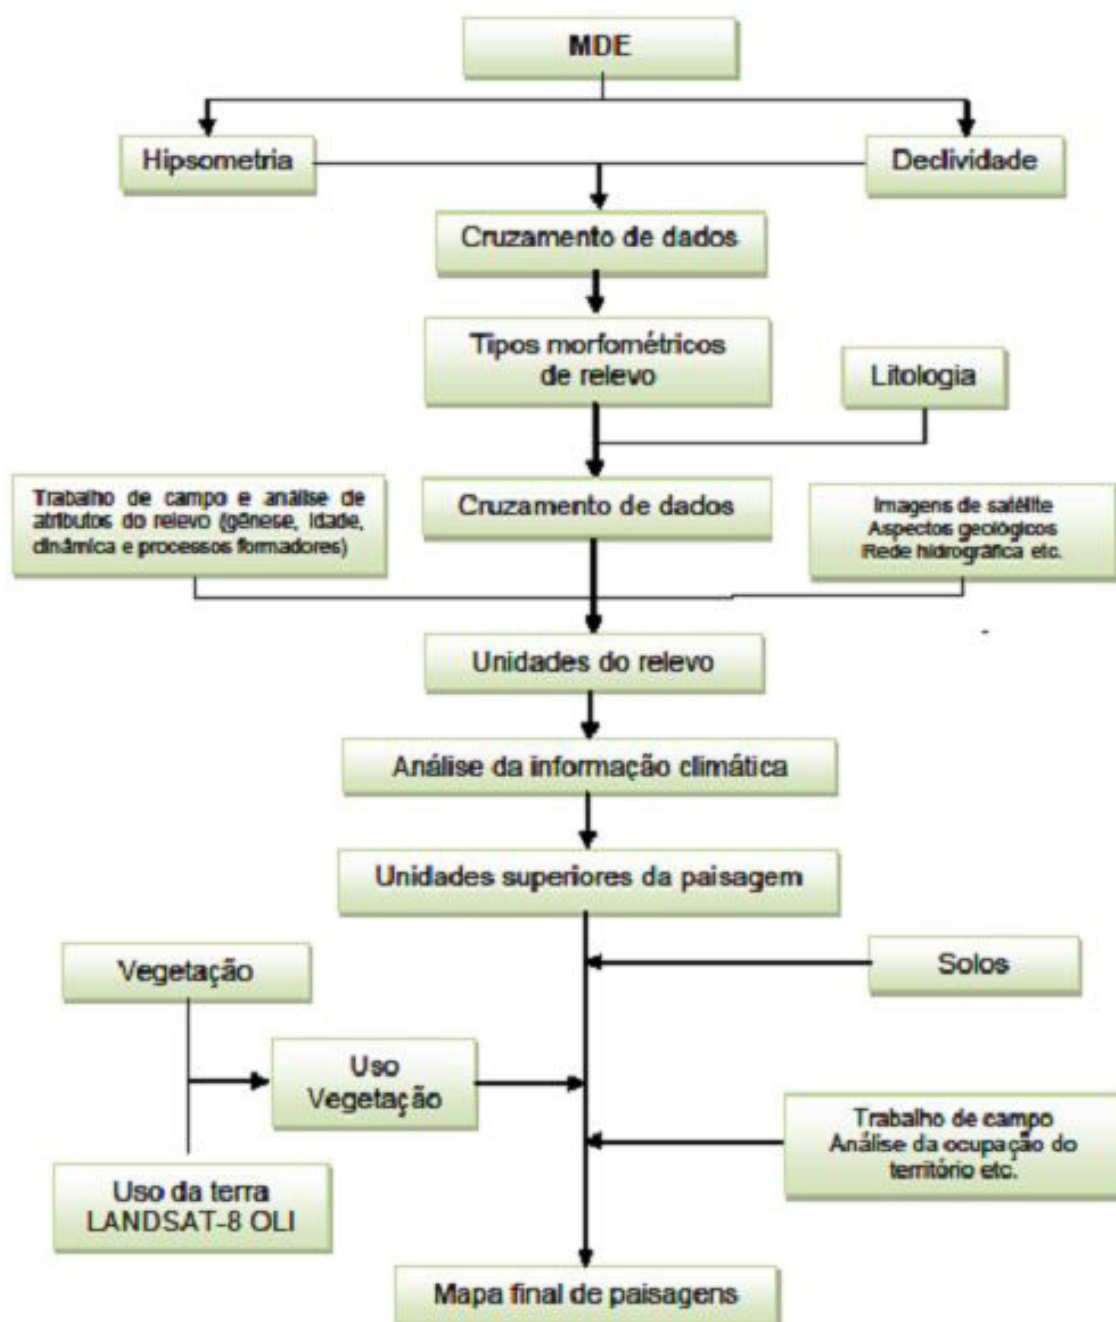 MDE
Hipsometria
Declividade
Cruzamento de dados
Tipos morfométricos
de relevo
Litologia
Trabalho de campo e análise de
atributos do relevo (gênese, idade,
dinâmica e processos formadores)
Cruzamento de dados
Imagens de satélite
Aspectos geológicos
Rede hidrográfica etc.
Unidades do relevo
Análise da informação climática
Unidades superiores da paisagem
Vegetação
Solos
Uso
Vegetação
Trabalho de campo
Análise da ocupação do
território etc.
Uso da terra
LANDSAT-8 OLI
Mapa final de paisagens